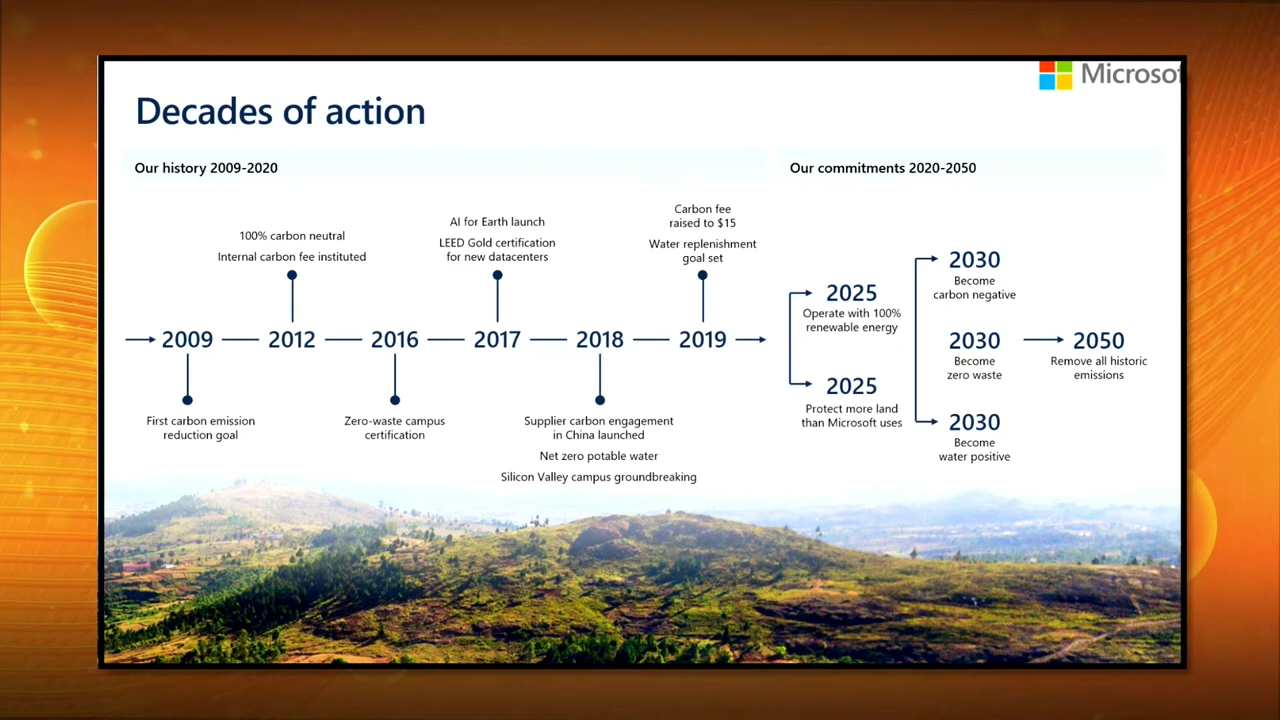 Microsof
Decades of action
Our history 2009-2020
Our commitments 2020-2050
100% carbon neutral
Internal carbon fee instituted
AI for Earth launch
LEED Gold certification
for new datacenters
Carbon fee
raised to $15
Water replenishment
goal set
2009
2012
2016
2017
2018
2019
First carbon emission
reduction goal
Zero-waste campus
certification
Supplier carbon engagement
in China launched
Net zero potable water
Silicon Valley campus groundbreaking
2025
Operate with 100%
renewable energy
2025
Protect more land
than Microsoft uses
2030
Become
carbon negative
2030
Become
zero waste
2030
Become
water positive
2050
Remove all historic
emissions